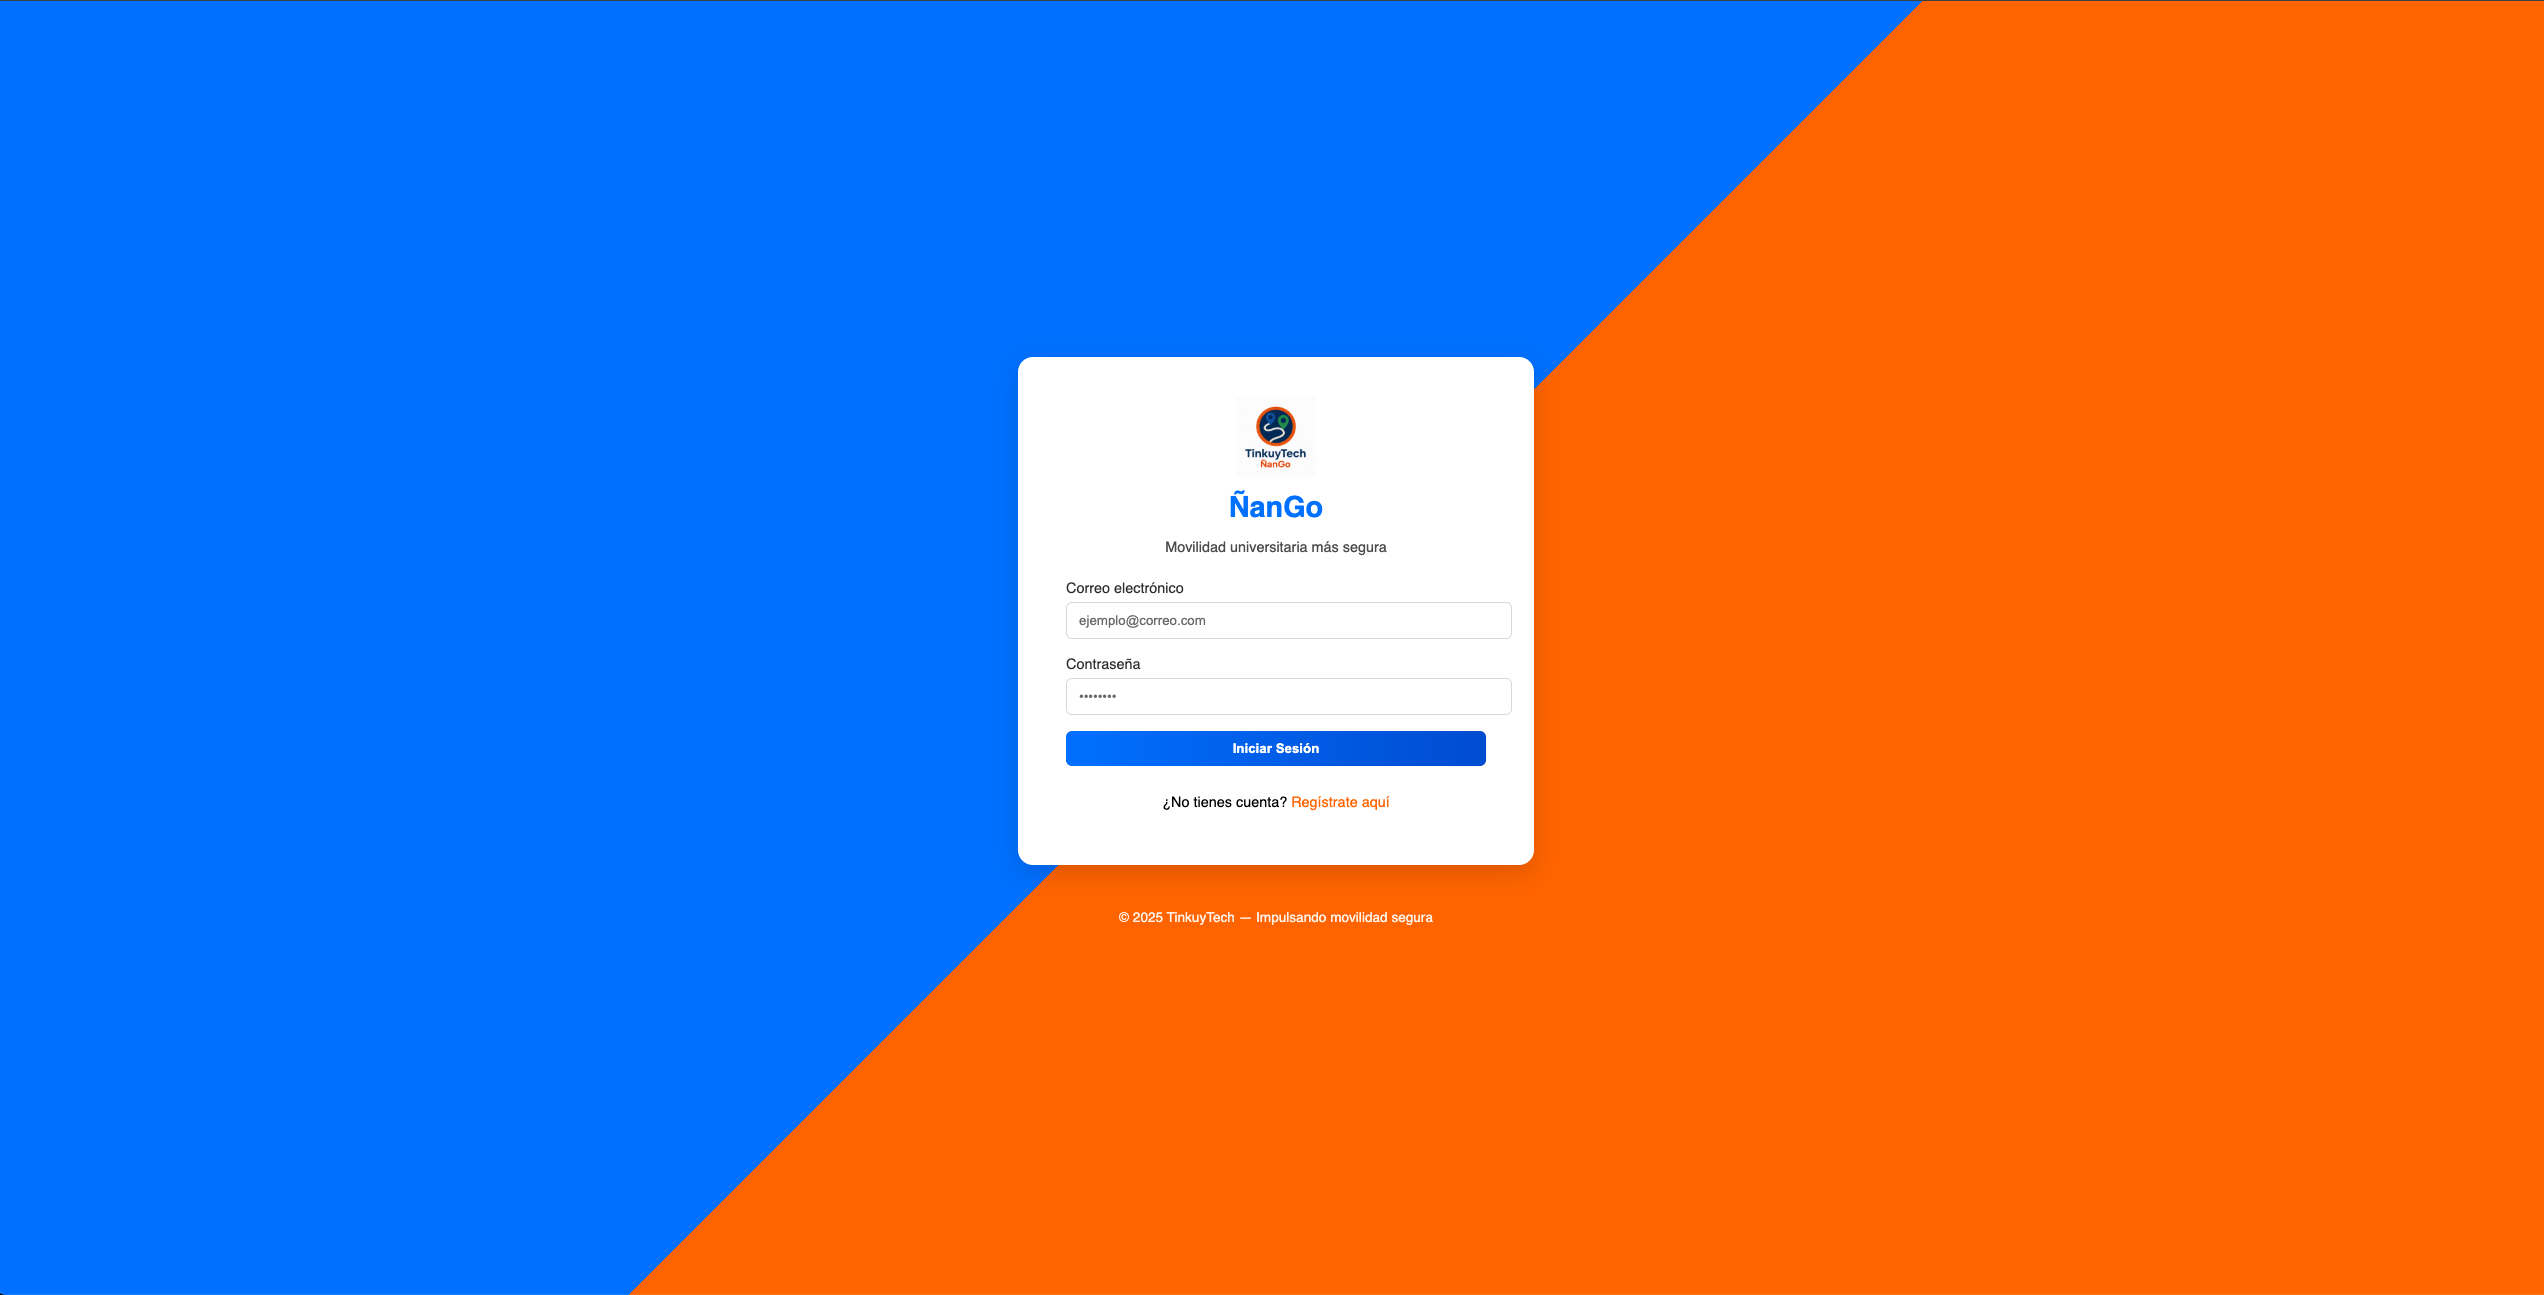 TinkuyTech
ÑanGo
ÑanGo
Movilidad universitaria más segura
Correo electrónico
ejemplo@correo.com
Contraseña
••••••••
Iniciar Sesión
¿No tienes cuenta? Regístrate aquí
© 2025 TinkuyTech — Impulsando movilidad segura